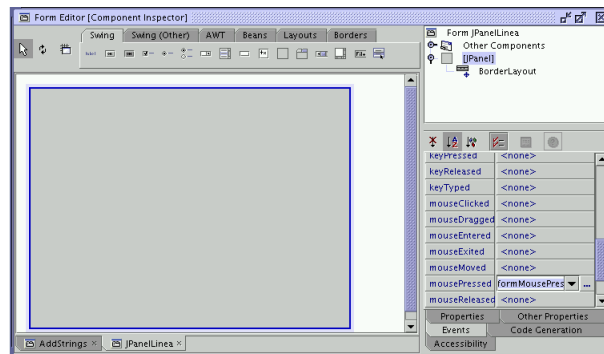 Form Editor [Component Inspector]
Swing Swing (Other) AWT Beans Layouts Borders
Form JPanelLinea
Other Components
[JPanel]
BorderLayout
keyPressed <none>
keyReleased <none>
keyTyped <none>
mouseClicked <none>
mouseDragged <none>
mouseEntered <none>
mouseExited <none>
mouseMoved <none>
mousePressed formMousePres ...
mouseReleased <none>
Properties Other Properties
Events Code Generation
Accessibility
AddStrings × JPanelLinea ×